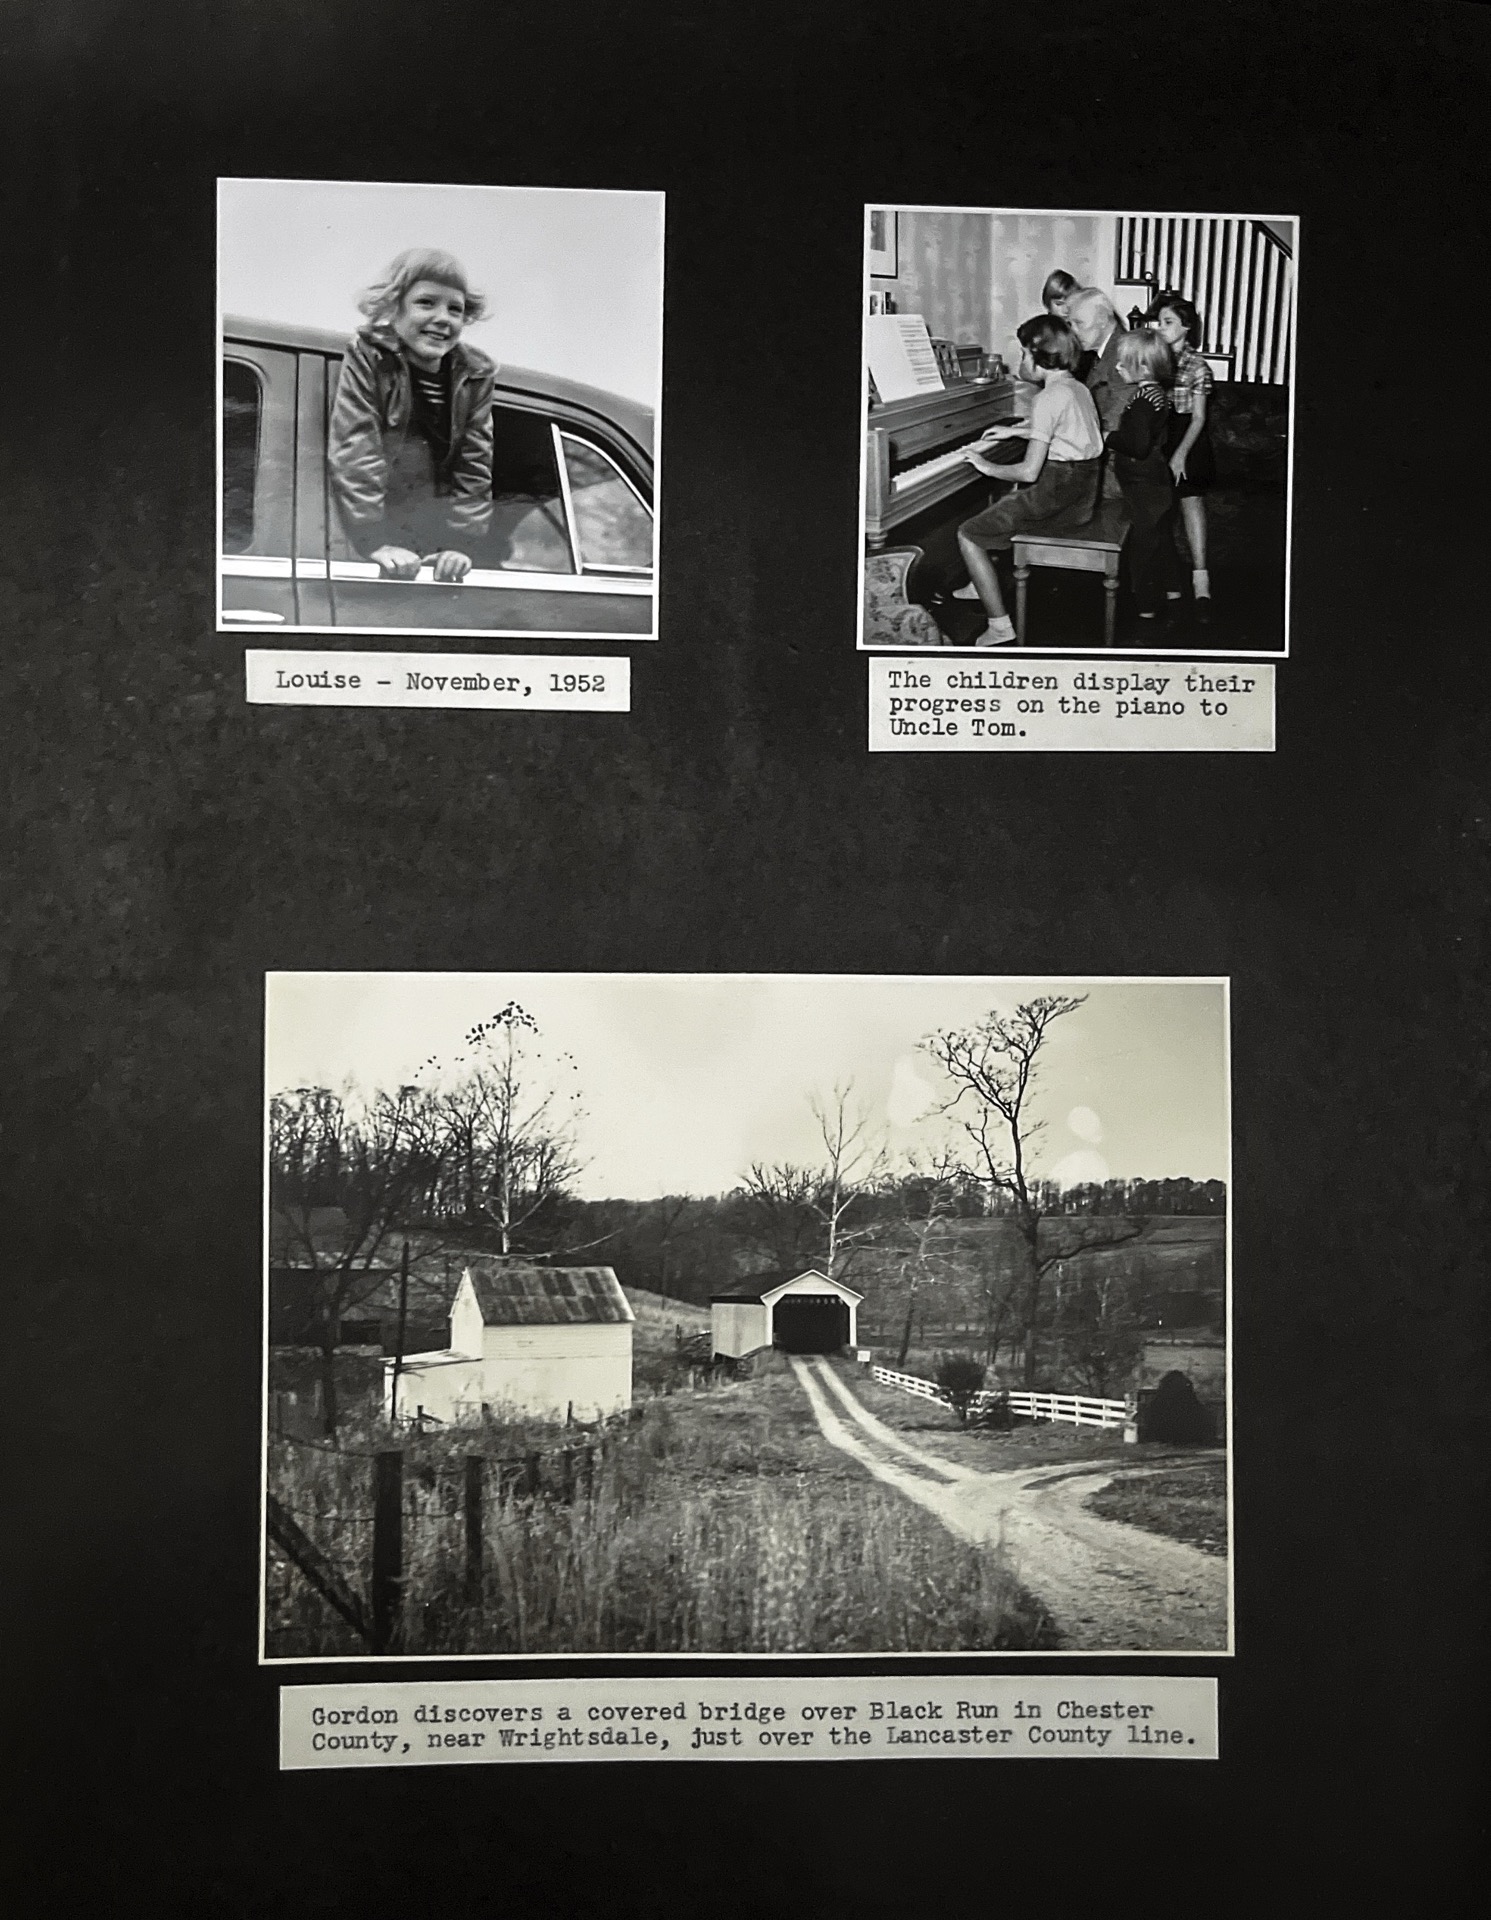 Louise - November, 1952
The children display their
progress on the piano to
Uncle Tom.
Gordon discovers a covered bridge over Black Run in Chester
County, near Wrightsdale, just over the Lancaster County line.